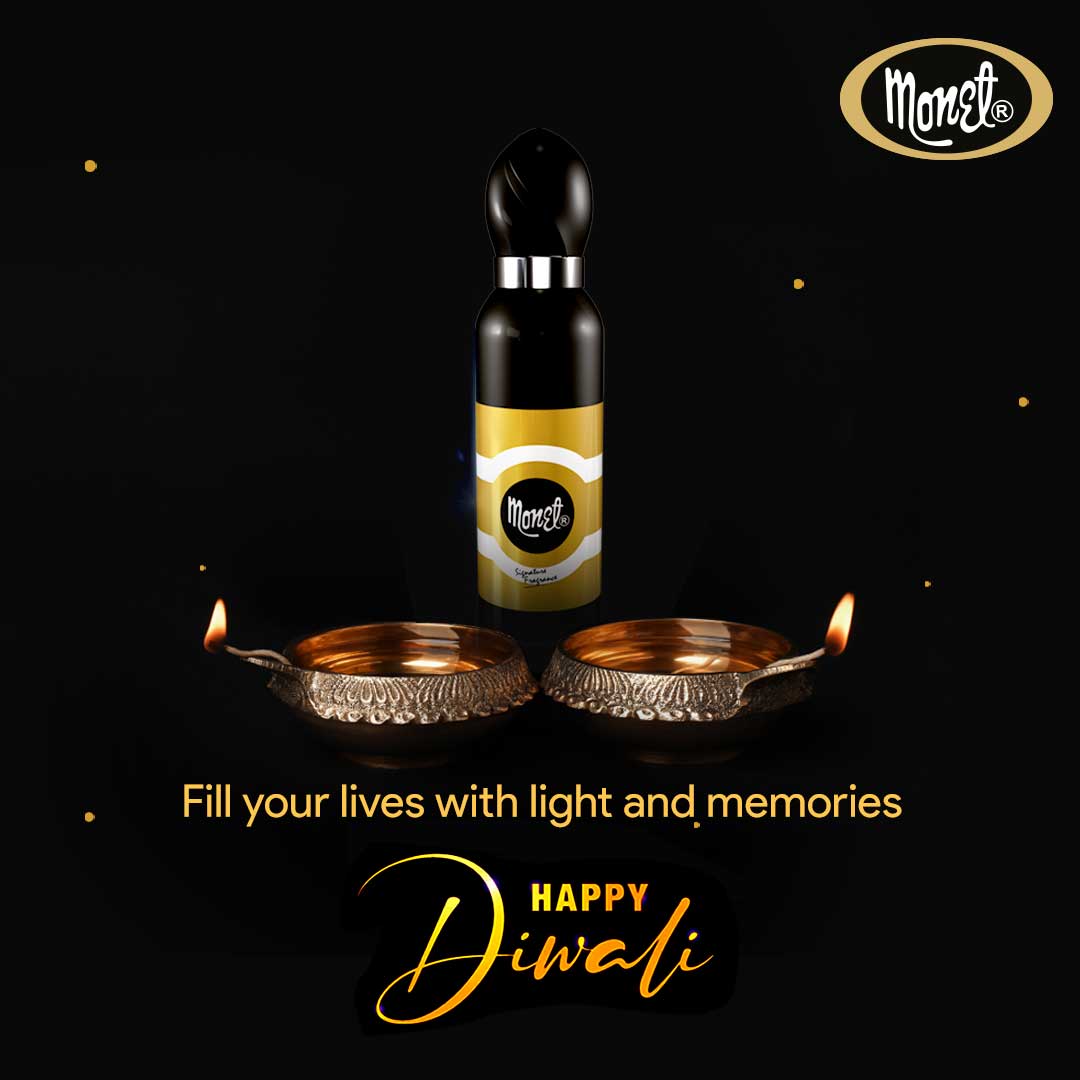 Monet®
Monet®
Signature
Fragrance
Fill your lives with light and memories
HAPPY
Diwali